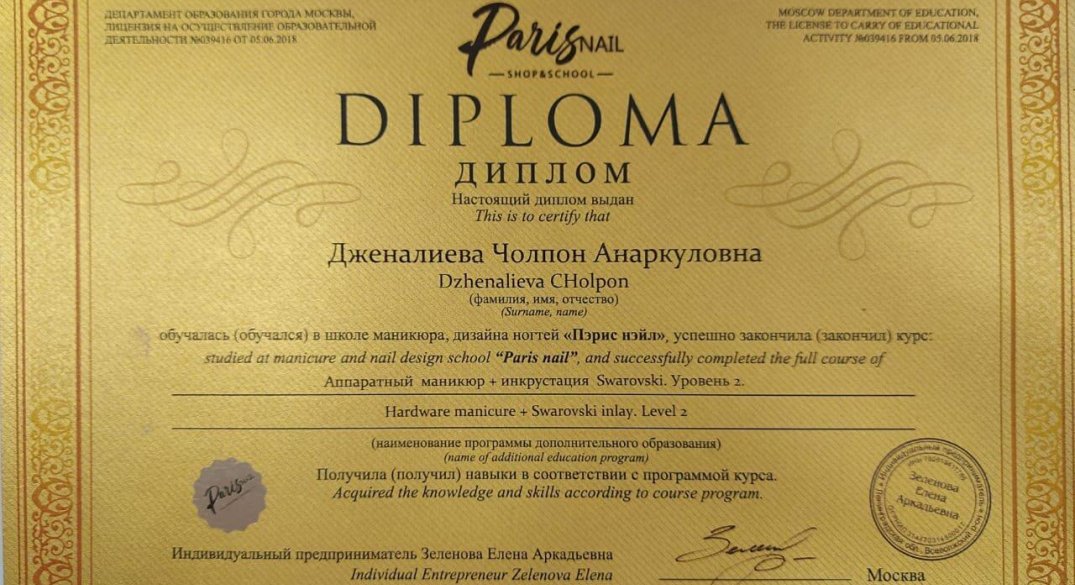 ДЕПАРТАМЕНТ ОБРАЗОВАНИЯ ГОРОДА МОСКВЫ,
ЛИЦЕНЗИЯ НА ОСУЩЕСТВЛЕНИЕ ОБРАЗОВАТЕЛЬНОЙ
ДЕЯТЕЛЬНОСТИ №039416 ОТ 05.06.2018
Paris NAIL
SHOP&SCHOOL
MOSCOW DEPARTMENT OF EDUCATION,
THE LICENSE TO CARRY OF EDUCATIONAL
ACTIVITY №039416 FROM 05.06.2018
DIPLOMA
ДИПЛОМ
Настоящий диплом выдан
This is to certify that
Дженалиева Чолпон Анаркуловна
Dzhenalieva CHolpon
(фамилия, имя, отчество)
(Surname, name)
обучалась (обучался) в школе маникюра, дизайна ногтей «Пэрис нэйл», успешно закончила (закончил) курс:
studied at manicure and nail design school "Paris nail", and successfully completed the full course of
Аппаратный маникюр + инкрустация Swarovski. Уровень 2.
Hardware manicure + Swarovski inlay. Level 2
(наименование программы дополнительного образования)
(name of additional education program)
Получила (получил) навыки в соответствии с программой курса.
Acquired the knowledge and skills according to course program.
Paris
Индивидуальный предприниматель
Зеленова
Елена
Аркадьевна
Индивидуальный предприниматель Зеленова Елена Аркадьевна
Individual Entrepreneur Zelenova Elena
Москва